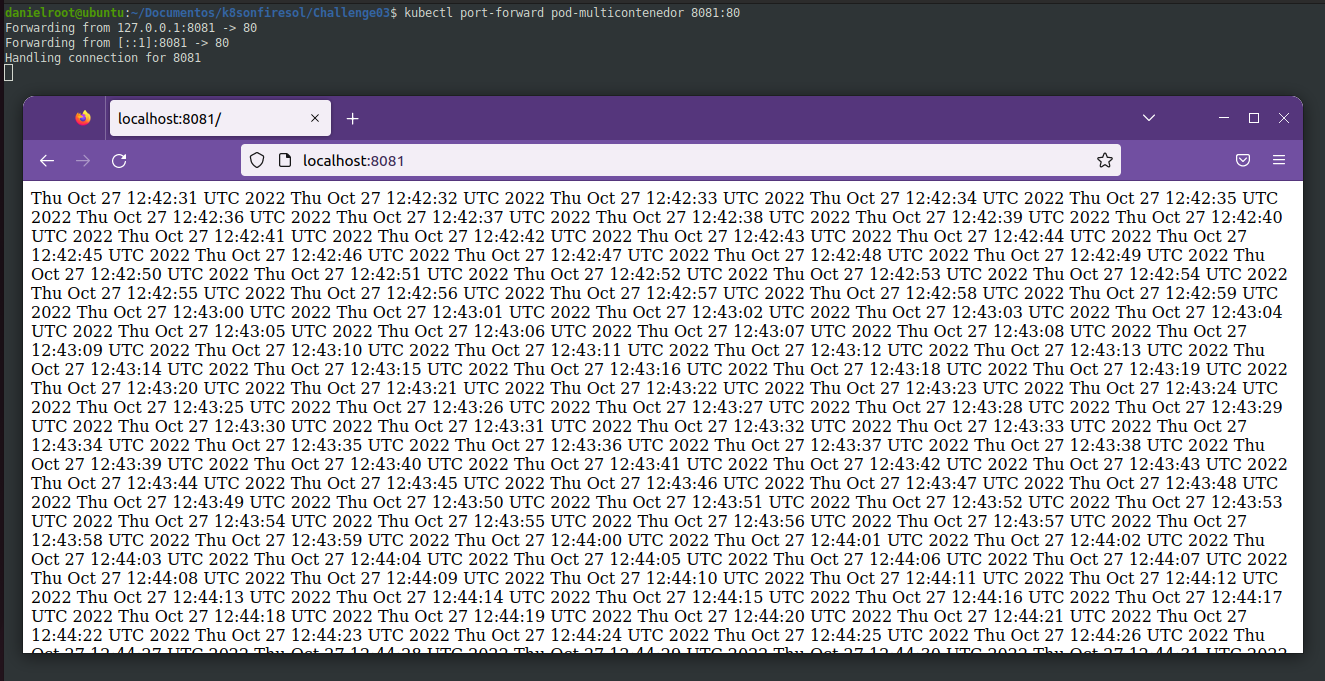 danielroot@ubuntu:~/Documentos/k8sonfiresol/Challenge03$ kubectl port-forward pod-multicontenedor 8081:80
Forwarding from 127.0.0.1:8081 -> 80
Forwarding from [::1]:8081 -> 80
Handling connection for 8081
localhost:8081/
localhost:8081
Thu Oct 27 12:42:31 UTC 2022 Thu Oct 27 12:42:32 UTC 2022 Thu Oct 27 12:42:33 UTC 2022 Thu Oct 27 12:42:34 UTC 2022 Thu Oct 27 12:42:35 UTC
2022 Thu Oct 27 12:42:36 UTC 2022 Thu Oct 27 12:42:37 UTC 2022 Thu Oct 27 12:42:38 UTC 2022 Thu Oct 27 12:42:39 UTC 2022 Thu Oct 27 12:42:40
UTC 2022 Thu Oct 27 12:42:41 UTC 2022 Thu Oct 27 12:42:42 UTC 2022 Thu Oct 27 12:42:43 UTC 2022 Thu Oct 27 12:42:44 UTC 2022 Thu Oct 27
12:42:45 UTC 2022 Thu Oct 27 12:42:46 UTC 2022 Thu Oct 27 12:42:47 UTC 2022 Thu Oct 27 12:42:48 UTC 2022 Thu Oct 27 12:42:49 UTC 2022 Thu
Oct 27 12:42:50 UTC 2022 Thu Oct 27 12:42:51 UTC 2022 Thu Oct 27 12:42:52 UTC 2022 Thu Oct 27 12:42:53 UTC 2022 Thu Oct 27 12:42:54 UTC 2022
Thu Oct 27 12:42:55 UTC 2022 Thu Oct 27 12:42:56 UTC 2022 Thu Oct 27 12:42:57 UTC 2022 Thu Oct 27 12:42:58 UTC 2022 Thu Oct 27 12:42:59 UTC
2022 Thu Oct 27 12:43:00 UTC 2022 Thu Oct 27 12:43:01 UTC 2022 Thu Oct 27 12:43:02 UTC 2022 Thu Oct 27 12:43:03 UTC 2022 Thu Oct 27 12:43:04
UTC 2022 Thu Oct 27 12:43:05 UTC 2022 Thu Oct 27 12:43:06 UTC 2022 Thu Oct 27 12:43:07 UTC 2022 Thu Oct 27 12:43:08 UTC 2022 Thu Oct 27
12:43:09 UTC 2022 Thu Oct 27 12:43:10 UTC 2022 Thu Oct 27 12:43:11 UTC 2022 Thu Oct 27 12:43:12 UTC 2022 Thu Oct 27 12:43:13 UTC 2022 Thu
Oct 27 12:43:14 UTC 2022 Thu Oct 27 12:43:15 UTC 2022 Thu Oct 27 12:43:16 UTC 2022 Thu Oct 27 12:43:18 UTC 2022 Thu Oct 27 12:43:19 UTC 2022
Thu Oct 27 12:43:20 UTC 2022 Thu Oct 27 12:43:21 UTC 2022 Thu Oct 27 12:43:22 UTC 2022 Thu Oct 27 12:43:23 UTC 2022 Thu Oct 27 12:43:24 UTC
2022 Thu Oct 27 12:43:25 UTC 2022 Thu Oct 27 12:43:26 UTC 2022 Thu Oct 27 12:43:27 UTC 2022 Thu Oct 27 12:43:28 UTC 2022 Thu Oct 27 12:43:29
UTC 2022 Thu Oct 27 12:43:30 UTC 2022 Thu Oct 27 12:43:31 UTC 2022 Thu Oct 27 12:43:32 UTC 2022 Thu Oct 27 12:43:33 UTC 2022 Thu Oct 27
12:43:34 UTC 2022 Thu Oct 27 12:43:35 UTC 2022 Thu Oct 27 12:43:36 UTC 2022 Thu Oct 27 12:43:37 UTC 2022 Thu Oct 27 12:43:38 UTC 2022 Thu
Oct 27 12:43:39 UTC 2022 Thu Oct 27 12:43:40 UTC 2022 Thu Oct 27 12:43:41 UTC 2022 Thu Oct 27 12:43:42 UTC 2022 Thu Oct 27 12:43:43 UTC 2022
Thu Oct 27 12:43:44 UTC 2022 Thu Oct 27 12:43:45 UTC 2022 Thu Oct 27 12:43:46 UTC 2022 Thu Oct 27 12:43:47 UTC 2022 Thu Oct 27 12:43:48 UTC
2022 Thu Oct 27 12:43:49 UTC 2022 Thu Oct 27 12:43:50 UTC 2022 Thu Oct 27 12:43:51 UTC 2022 Thu Oct 27 12:43:52 UTC 2022 Thu Oct 27 12:43:53
UTC 2022 Thu Oct 27 12:43:54 UTC 2022 Thu Oct 27 12:43:55 UTC 2022 Thu Oct 27 12:43:56 UTC 2022 Thu Oct 27 12:43:57 UTC 2022 Thu Oct 27
12:43:58 UTC 2022 Thu Oct 27 12:43:59 UTC 2022 Thu Oct 27 12:44:00 UTC 2022 Thu Oct 27 12:44:01 UTC 2022 Thu Oct 27 12:44:02 UTC 2022 Thu
Oct 27 12:44:03 UTC 2022 Thu Oct 27 12:44:04 UTC 2022 Thu Oct 27 12:44:05 UTC 2022 Thu Oct 27 12:44:06 UTC 2022 Thu Oct 27 12:44:07 UTC 2022
Thu Oct 27 12:44:08 UTC 2022 Thu Oct 27 12:44:09 UTC 2022 Thu Oct 27 12:44:10 UTC 2022 Thu Oct 27 12:44:11 UTC 2022 Thu Oct 27 12:44:12 UTC
2022 Thu Oct 27 12:44:13 UTC 2022 Thu Oct 27 12:44:14 UTC 2022 Thu Oct 27 12:44:15 UTC 2022 Thu Oct 27 12:44:16 UTC 2022 Thu Oct 27 12:44:17
UTC 2022 Thu Oct 27 12:44:18 UTC 2022 Thu Oct 27 12:44:19 UTC 2022 Thu Oct 27 12:44:20 UTC 2022 Thu Oct 27 12:44:21 UTC 2022 Thu Oct 27
12:44:22 UTC 2022 Thu Oct 27 12:44:23 UTC 2022 Thu Oct 27 12:44:24 UTC 2022 Thu Oct 27 12:44:25 UTC 2022 Thu Oct 27 12:44:26 UTC 2022 Thu
Oct 27 12:44:27 UTC 2022 Thu Oct 27 12:44:28 UTC 2022 Thu Oct 27 12:44:29 UTC 2022 Thu Oct 27 12:44:30 UTC 2022 Thu Oct 27 12:44:31 UTC 2022